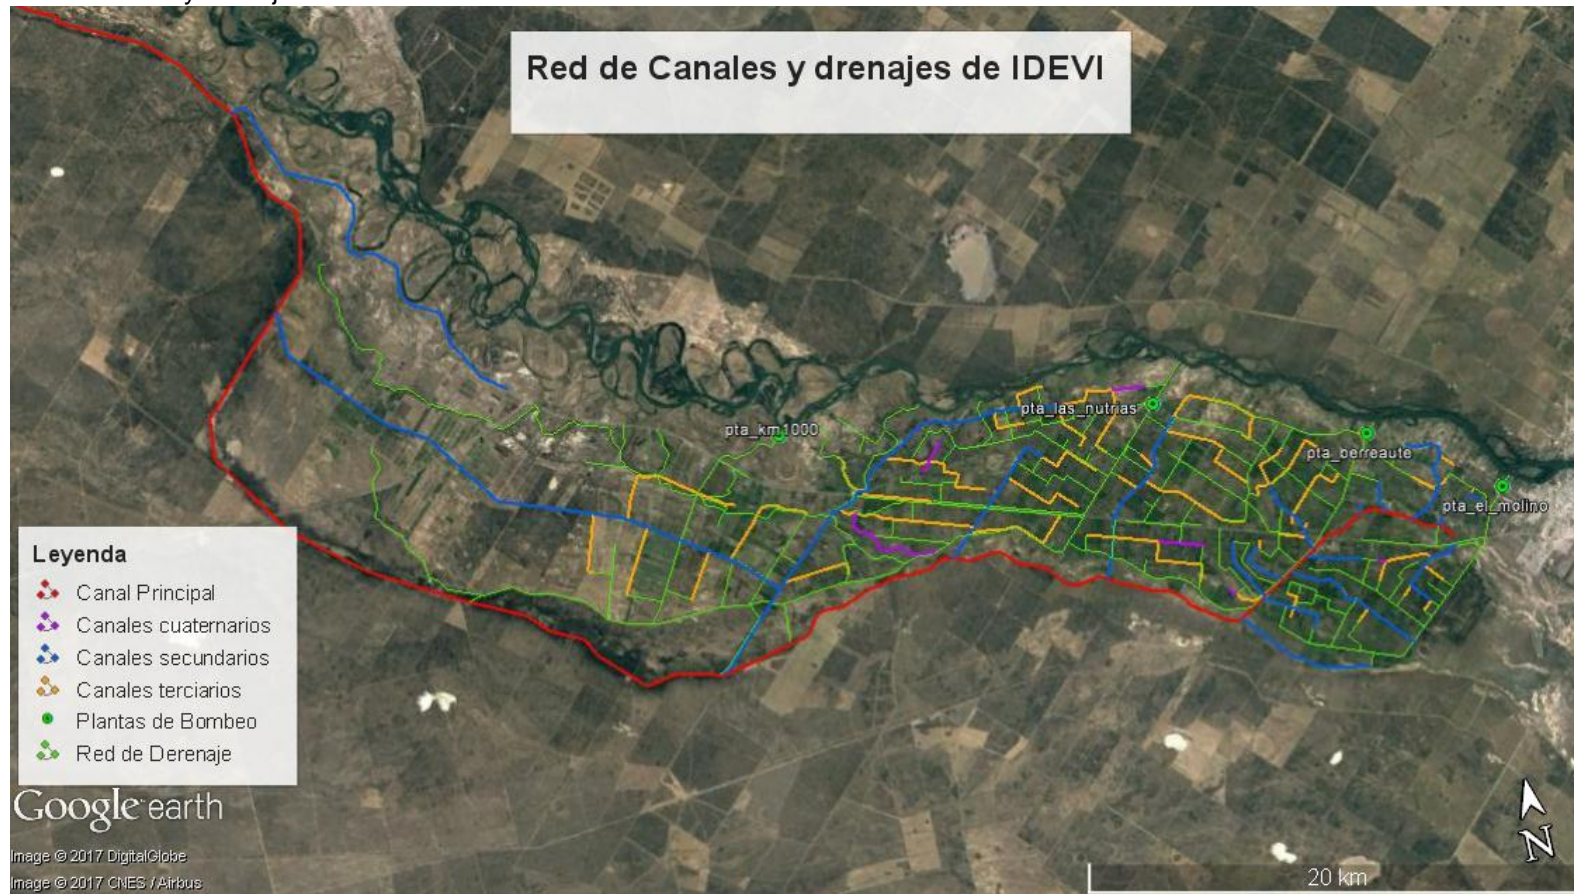 Red de Canales y drenajes de IDEVI
pta_las_nutrias
pta_km1000
pta_berreaute
pta_el_molino
Leyenda
Canal Principal
Canales cuaternarios
Canales secundarios
Canales terciarios
Plantas de Bombeo
Red de Derenaje
Google earth
Image © 2017 DigitalGlobe
Image © 2017 CNES / Airbus
N
20 km